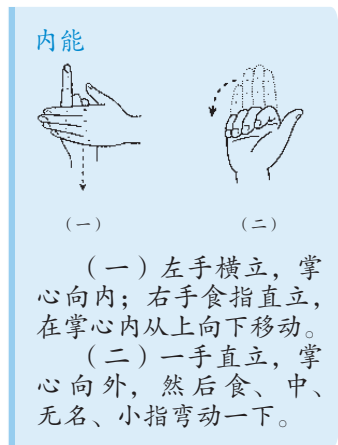 内能
（一）
（二）
（一）左手横立，掌
心向内；右手食指直立，
在掌心内从上向下移动。
（二）一手直立，掌
心向外，然后食、中、
无名、小指弯动一下。